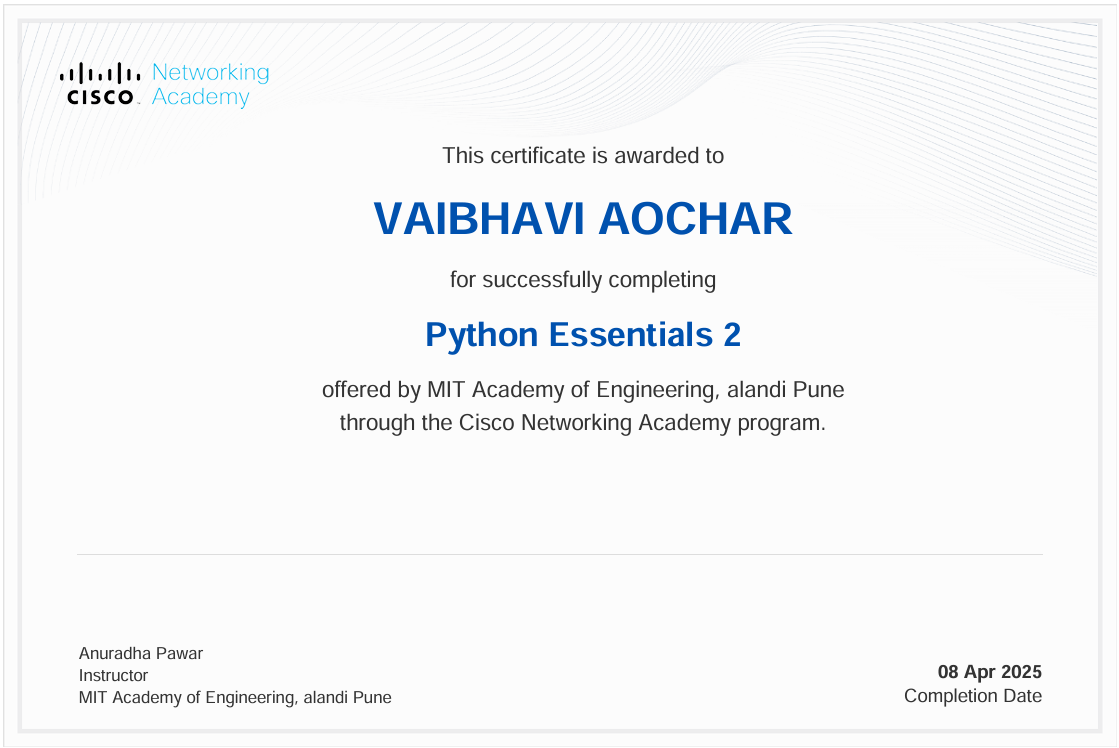 Networking
CISCO Academy
This certificate is awarded to
VAIBHAVI AOCHAR
for successfully completing
Python Essentials 2
offered by MIT Academy of Engineering, alandi Pune
through the Cisco Networking Academy program.
Anuradha Pawar
Instructor
MIT Academy of Engineering, alandi Pune
08 Apr 2025
Completion Date